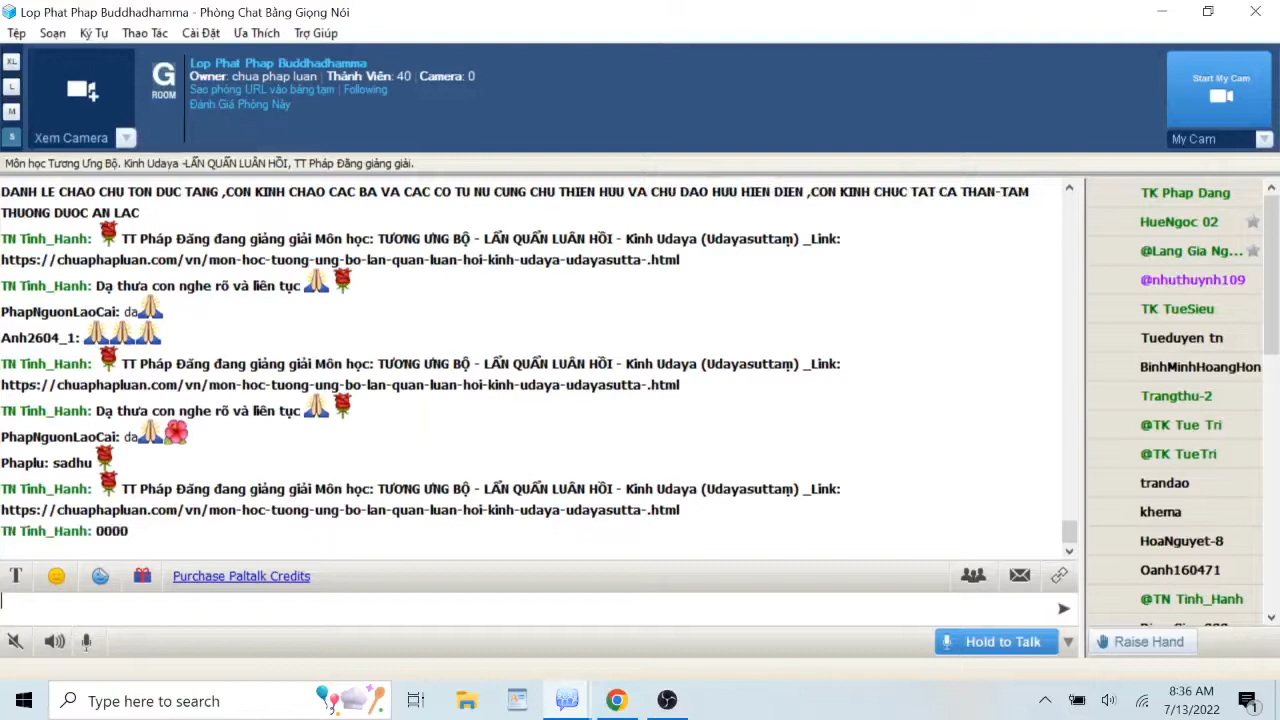 Lop Phat Phap Buddhadhamma - Phòng Chat Bằng Giọng Nói
Tệp Soạn Ký Tự Thao Tác Cài Đặt Ưa Thích Trợ Giúp
XL
L
M
S
Xem Camera
G
ROOM
Lop Phat Phap Buddhadhamma
Owner: chua phap luan | Thành Viên: 40 | Camera: 0
Sao phòng URL vào bảng tạm | Following
Đánh Giá Phòng Này
Start My Cam
My Cam
Môn học Tương Ưng Bộ. Kinh Udaya -LẨN QUẨN LUÂN HỒI, TT Pháp Đăng giảng giải.
DANH LE CHAO CHU TON DUC TANG ,CON KINH CHAO CAC BA VA CAC CO TU NU CUNG CHU THIEN HUU VA CHU DAO HUU HIEN DIEN ,CON KINH CHUC TAT CA THAN-TAM
THUONG DUOC AN LAC
TN Tinh_Hanh: 🌹 TT Pháp Đăng đang giảng giải Môn học: TƯƠNG ƯNG BỘ - LẨN QUẨN LUÂN HỒI - Kinh Udaya (Udayasuttaṃ) _Link:
https://chuaphapluan.com/vn/mon-hoc-tuong-ung-bo-lan-quan-luan-hoi-kinh-udaya-udayasutta-.html
TN Tinh_Hanh: Dạ thưa con nghe rõ và liên tục 🙏 🌹
PhapNguonLaoCai: da🙏
Anh2604_1: 🙏🙏🙏
TN Tinh_Hanh: 🌹 TT Pháp Đăng đang giảng giải Môn học: TƯƠNG ƯNG BỘ - LẨN QUẨN LUÂN HỒI - Kinh Udaya (Udayasuttaṃ) _Link:
https://chuaphapluan.com/vn/mon-hoc-tuong-ung-bo-lan-quan-luan-hoi-kinh-udaya-udayasutta-.html
TN Tinh_Hanh: Dạ thưa con nghe rõ và liên tục 🙏 🌹
PhapNguonLaoCai: da🙏🌺
Phaplu: sadhu 🌹
TN Tinh_Hanh: 🌹 TT Pháp Đăng đang giảng giải Môn học: TƯƠNG ƯNG BỘ - LẨN QUẨN LUÂN HỒI - Kinh Udaya (Udayasuttaṃ) _Link:
https://chuaphapluan.com/vn/mon-hoc-tuong-ung-bo-lan-quan-luan-hoi-kinh-udaya-udayasutta-.html
TN Tinh_Hanh: 0000
TK Phap Dang
HueNgoc 02
@Lang Gia Ng...
@nhuthuynh109
TK TueSieu
Tueduyen tn
BinhMinhHoangHon
Trangthu-2
@TK Tue Tri
@TK TueTri
trandao
khema
HoaNguyet-8
Oanh160471
@TN Tinh_Hanh
T Purchase Paltalk Credits
Hold to Talk
Raise Hand
Type here to search
8:36 AM
7/13/2022
1